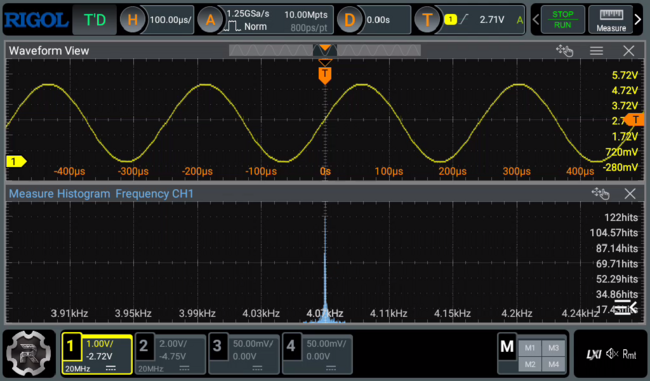 RIGOL T'D H 100.00μs/ A 1.25GSa/s 10.00Mpts D 0.00s T 1 2.71V A STOP
Norm 800ps/pt RUN Measure
Waveform View
5.72V
4.72V
T
3.72V
T
1.72V
1 720mV
-400μs -300μs -200μs -100μs 0s 100μs 200μs 300μs 400μs
-280mV
Measure Histogram Frequency CH1
122hits
104.57hits
87.14hits
69.71hits
52.29hits
34.86hits
3.91kHz 3.95kHz 3.99kHz 4.03kHz 4.07kHz 4.11kHz 4.15kHz 4.19kHz 4.24kHz
1 1.00V/ 2 2.00V/ 3 50.00mV/ 4 50.00mV/ M M1 M3 LXI Rmt
-2.72V -4.75V 0.00V 0.00V M2 M4
20MHz 20MHz